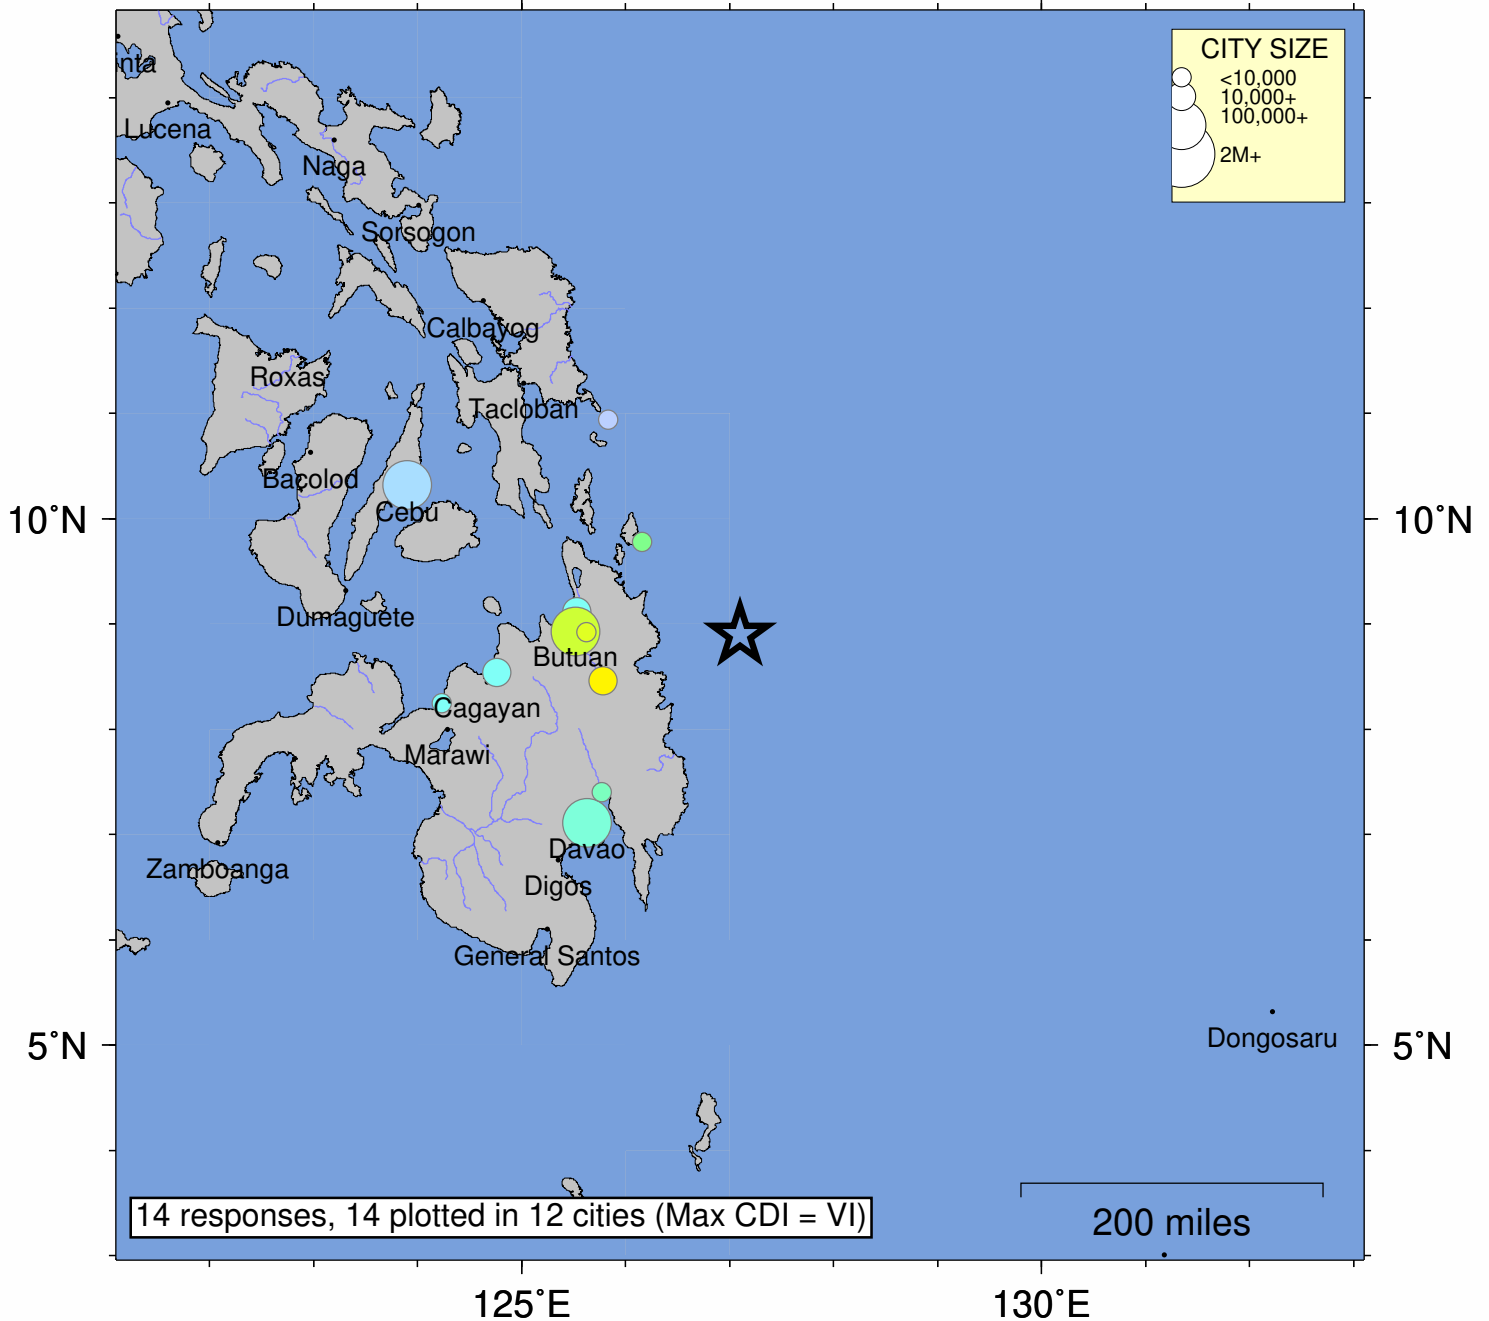 CITY SIZE
<10,000
10,000+
100,000+
2M+
nta
Lucena
Naga
Sorsogon
Calbayog
Roxas
Tacloban
Bacolod
Cebu
10˚N
10˚N
Dumaguete
Butuan
Cagayan
Marawi
Davao
Zamboanga
Digos
General Santos
Dongosaru
5˚N
5˚N
14 responses, 14 plotted in 12 cities (Max CDI = VI)
200 miles
125˚E
130˚E